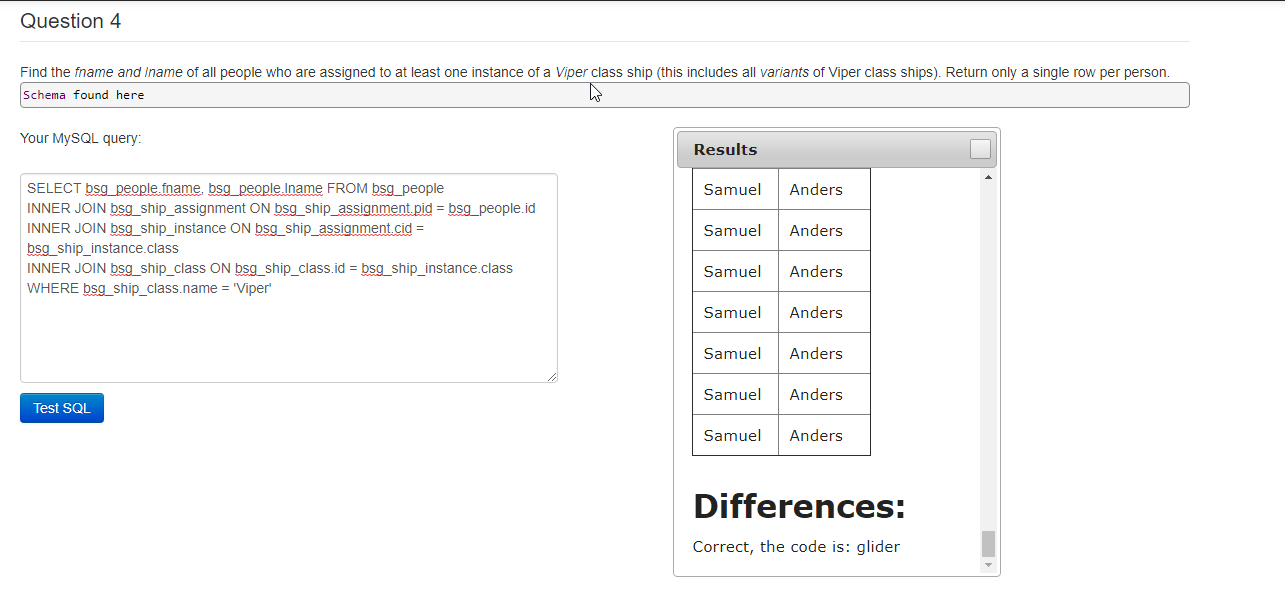 Question 4
Find the fname and lname of all people who are assigned to at least one instance of a Viper class ship (this includes all variants of Viper class ships). Return only a single row per person.
Schema found here
Your MySQL query:
SELECT bsg_people.fname, bsg_people.lname FROM bsg_people
INNER JOIN bsg_ship_assignment ON bsg_ship_assignment.pid = bsg_people.id
INNER JOIN bsg_ship_instance ON bsg_ship_assignment.cid =
bsg_ship_instance.class
INNER JOIN bsg_ship_class ON bsg_ship_class.id = bsg_ship_instance.class
WHERE bsg_ship_class.name = 'Viper'
Test SQL
Results
Samuel Anders
Samuel Anders
Samuel Anders
Samuel Anders
Samuel Anders
Samuel Anders
Samuel Anders
Differences:
Correct, the code is: glider